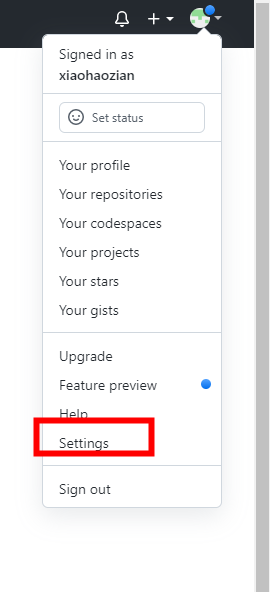 Signed in as
xiaohaozian
Set status
Your profile
Your repositories
Your codespaces
Your projects
Your stars
Your gists
Upgrade
Feature preview
Help
Settings
Sign out